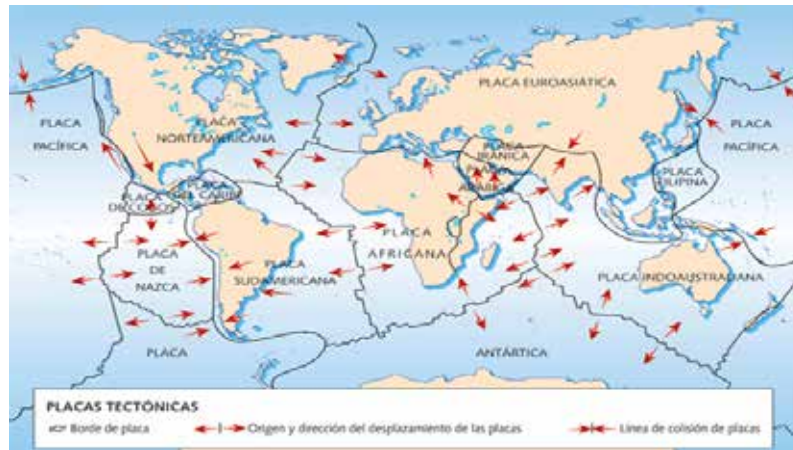 PLACA EUROASIÁTICA
PLACA
PACÍFICA
PLACA
NORTEAMERICANA
PLACA
IRÁNICA
PLACA
PACÍFICA
PLACA
ARÁBIGA
PLACA
FILIPINA
PLACA
DEL CARIBE
PLACA
DE COCOS
PLACA
AFRICANA
PLACA
DE
NAZCA
PLACA
SUDAMERICANA
PLACA INDOAUSTRALIANA
PLACA
ANTÁRTICA
PLACAS TECTÓNICAS
Borde de placa
Origen y dirección del desplazamiento de las placas
Línea de colisión de placas